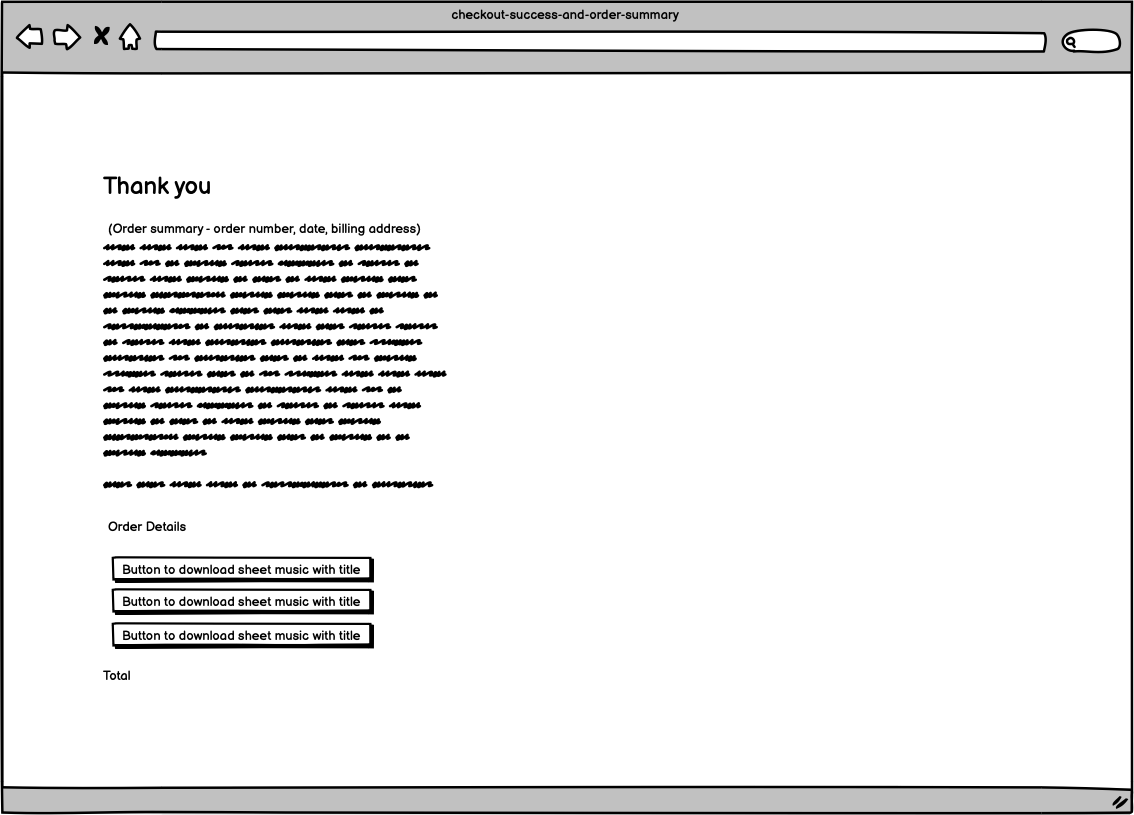 checkout-success-and-order-summary
Thank you
(Order summary - order number, date, billing address)
Order Details
Button to download sheet music with title
Button to download sheet music with title
Button to download sheet music with title
Total